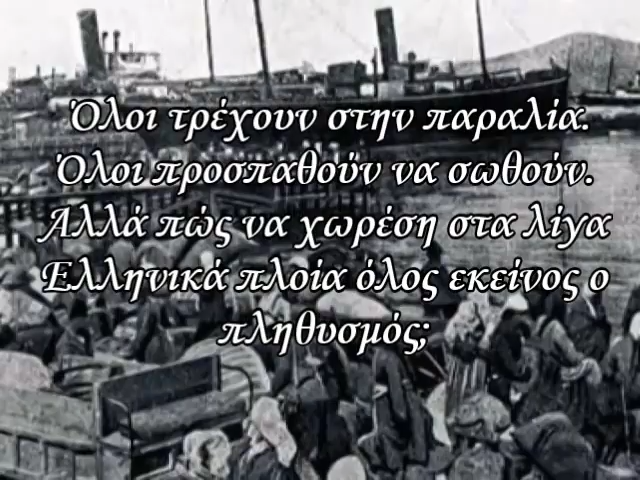 Όλοι τρέχουν στην παραλία.
Όλοι προσπαθούν να σωθούν.
Αλλά πώς να χωρέση στα λίγα
Ελληνικά πλοία όλος εκείνος ο
πληθυσμός;